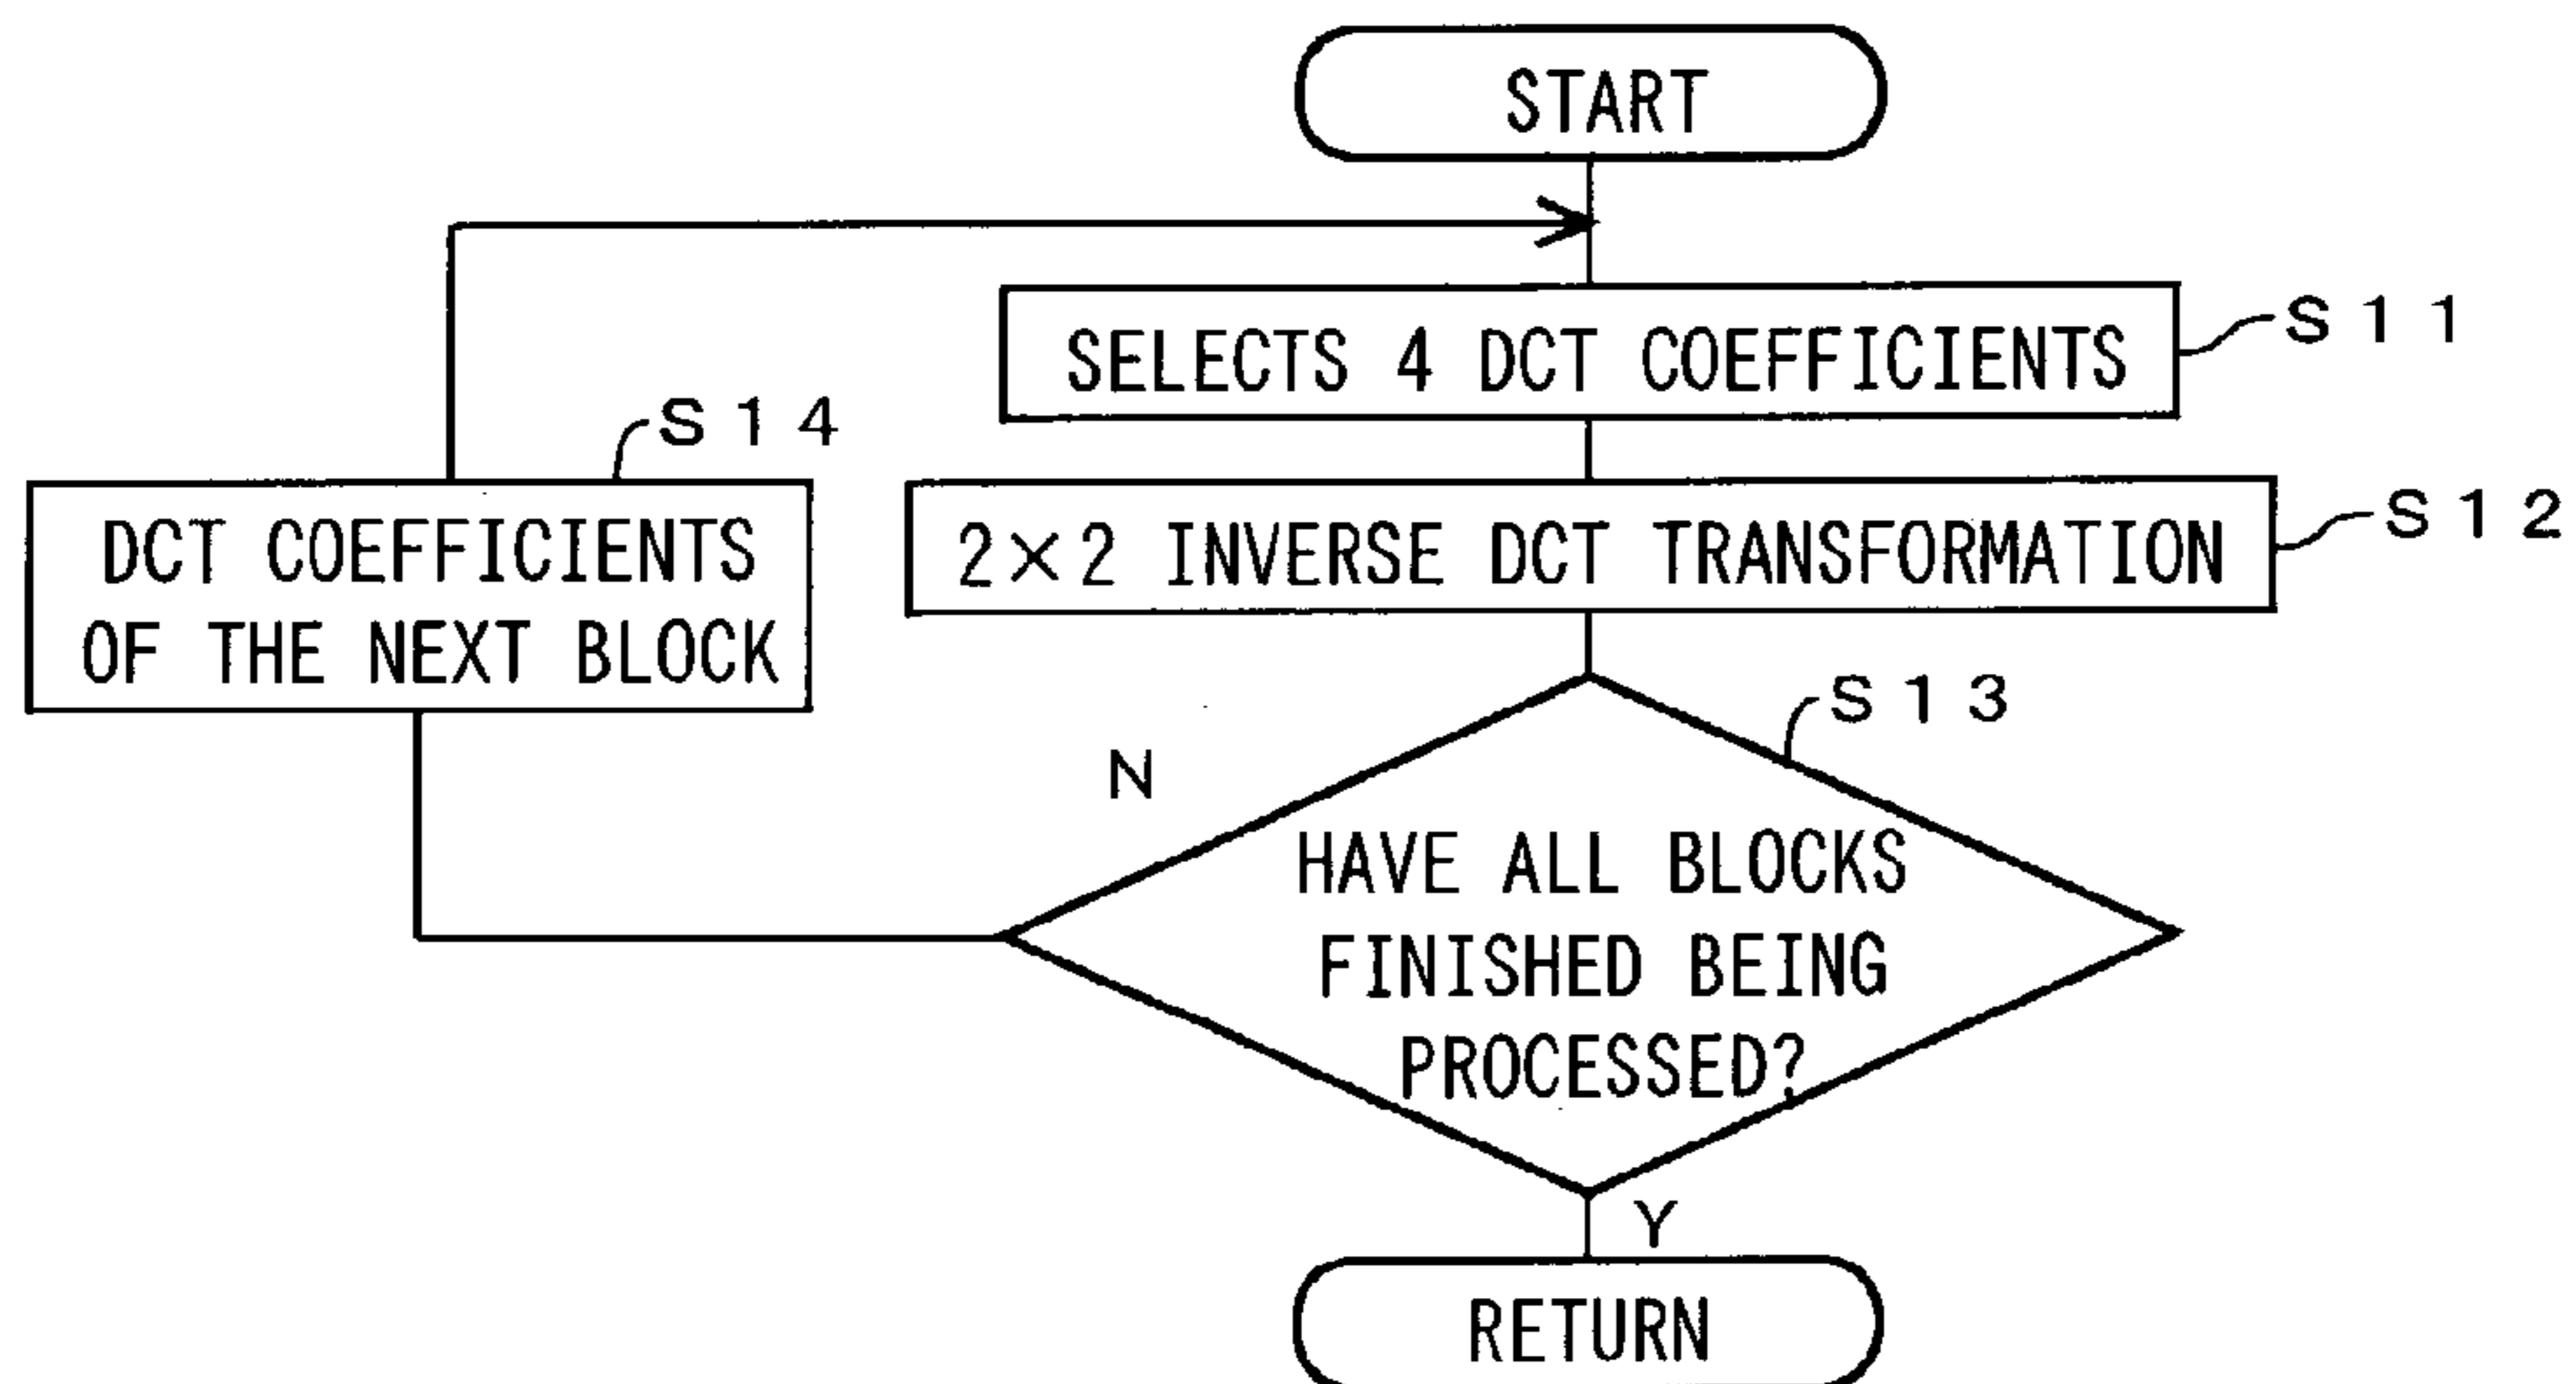 START
SELECTS 4 DCT COEFFICIENTS
S11
S14
DCT COEFFICIENTS
OF THE NEXT BLOCK
2×2 INVERSE DCT TRANSFORMATION
S12
S13
N
HAVE ALL BLOCKS
FINISHED BEING
PROCESSED?
Y
RETURN